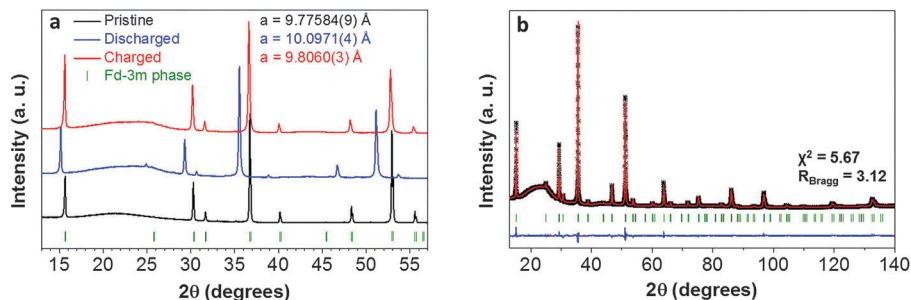 a
Pristine a = 9.77584(9) Å
Discharged a = 10.0971(4) Å
Charged a = 9.8060(3) Å
Fd-3m phase
Intensity (a. u.)
15 20 25 30 35 40 45 50 55
2θ (degrees)
b
χ² = 5.67
R_Bragg = 3.12
Intensity (a. u.)
20 40 60 80 100 120 140
2θ (degrees)